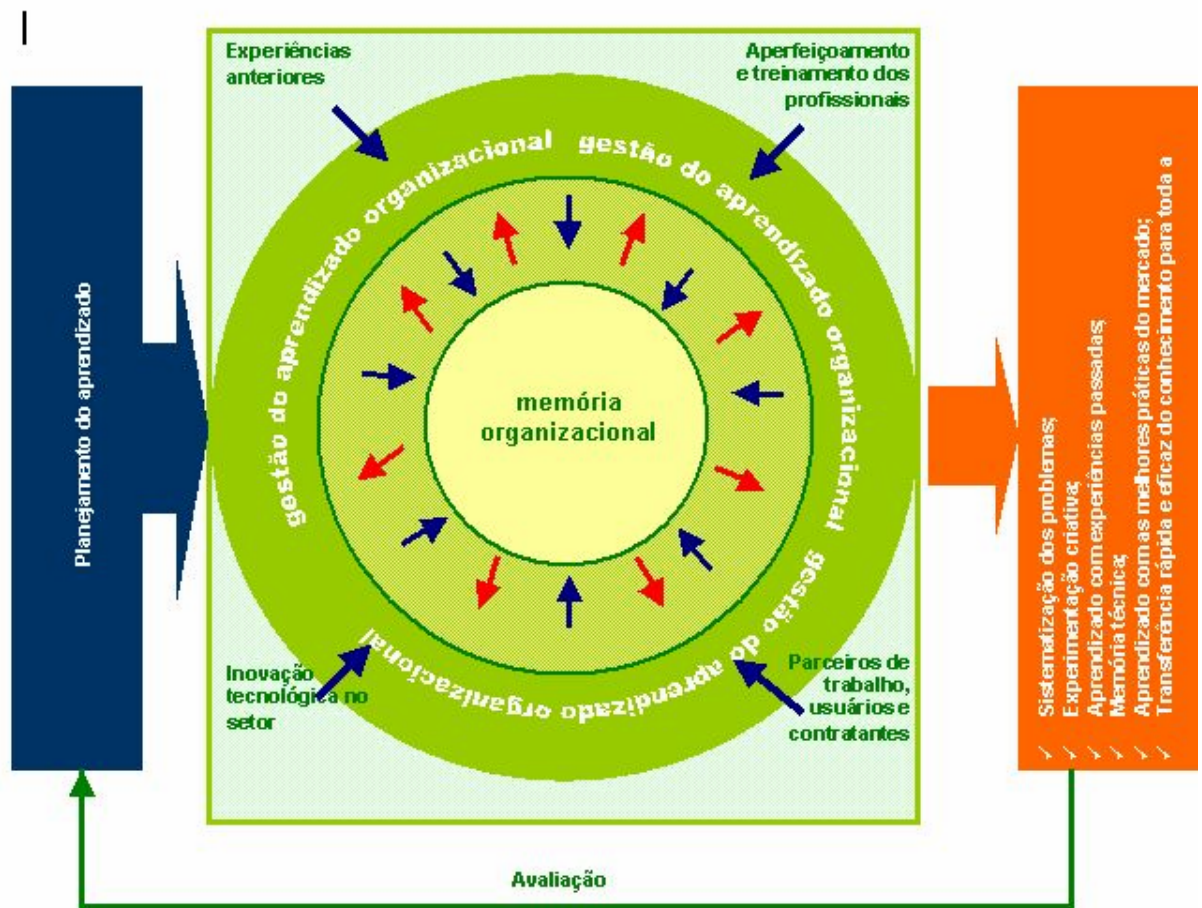 Planejamento do aprendizado
Experiências
anteriores
Aperfeiçoamento
e treinamento dos
profissionais
gestão do aprendizado organizacional
gestão do aprendizado organizacional
gestão do aprendizado organizacional
memória
organizacional
Inovação
tecnológica no
setor
Parceiros de
trabalho,
usuários e
contratantes
Sistematização dos problemas;
Experimentação criativa;
Aprendizado com experiências passadas;
Memória técnica;
Aprendizado com as melhores práticas do mercado;
Transferência rápida e eficaz do conhecimento para toda a
Avaliação